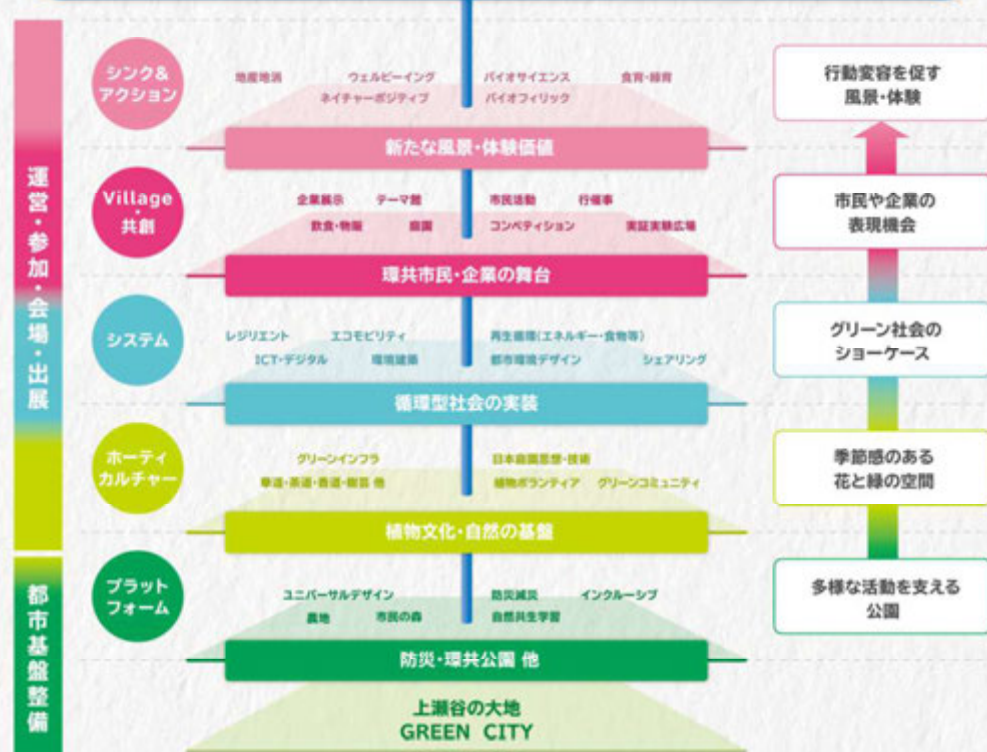 運営・参加・会場・出展
シンク&
アクション
地産地消
ウェルビーイング
バイオサイエンス
食育・緑育
ネイチャーポジティブ
バイオフィリック
新たな風景・体験価値
行動変容を促す
風景・体験
Village
・
共創
企業展示
テーマ館
市民活動
行催事
飲食・物販
庭園
コンペティション
実証実験広場
環共市民・企業の舞台
市民や企業の
表現機会
システム
レジリエント
エコモビリティ
再生循環(エネルギー・食物等)
ICT・デジタル
環境建築
都市環境デザイン
シェアリング
循環型社会の実装
グリーン社会の
ショーケース
ホーティ
カルチャー
グリーンインフラ
日本庭園思想・技術
華道・茶道・香道・樹芸 他
植物ボランティア
グリーンコミュニティ
植物文化・自然の基盤
季節感のある
花と緑の空間
都市基盤整備
プラット
フォーム
ユニバーサルデザイン
防災減災
インクルーシブ
農地
市民の森
自然共生学習
防災・環共公園 他
多様な活動を支える
公園
上瀬谷の大地
GREEN CITY